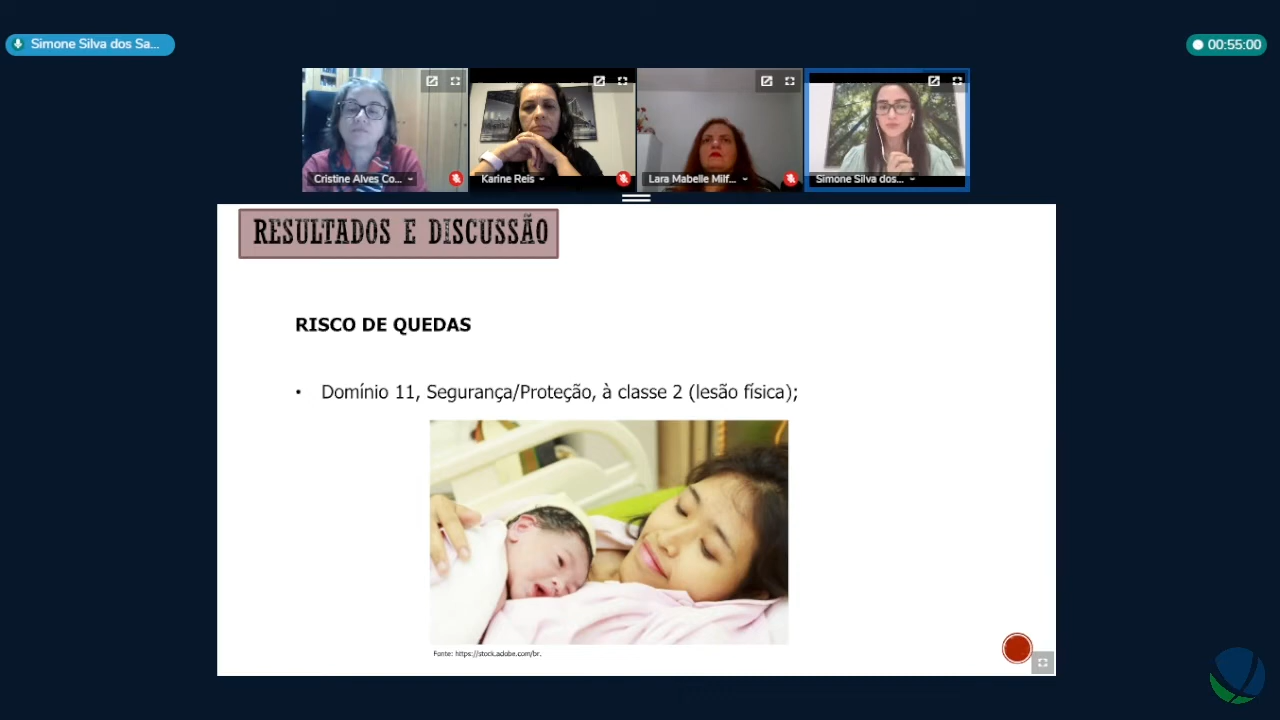 Simone Silva dos Sa...
00:55:00
Cristine Alves Co...
Karine Reis
Lara Mabelle Milf...
Simone Silva dos...
RESULTADOS E DISCUSSÃO
RISCO DE QUEDAS
• Domínio 11, Segurança/Proteção, à classe 2 (lesão física);
Fonte: https://stock.adobe.com/br.